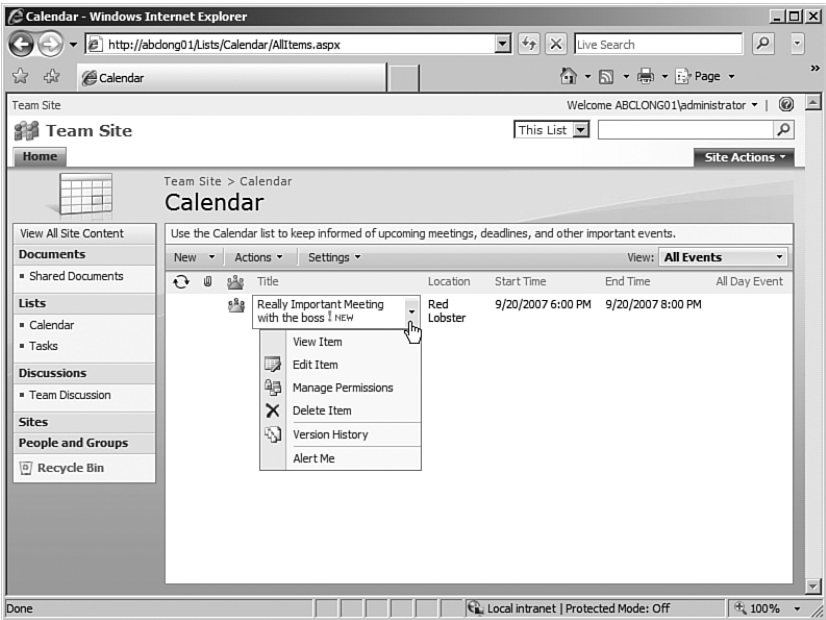 Calendar - Windows Internet Explorer
http://abclong01/Lists/Calendar/AllItems.aspx
Live Search
Calendar
Page
»
Team Site
Welcome ABCLONG01\administrator
Team Site
This List
Home
Site Actions
Team Site > Calendar
Calendar
View All Site Content
Documents
Shared Documents
Lists
Calendar
Tasks
Discussions
Team Discussion
Sites
People and Groups
Recycle Bin
Use the Calendar list to keep informed of upcoming meetings, deadlines, and other important events.
New Actions Settings View: All Events
Title Location Start Time End Time All Day Event
Really Important Meeting
with the boss ! NEW
Red
Lobster
9/20/2007 6:00 PM 9/20/2007 8:00 PM
View Item
Edit Item
Manage Permissions
Delete Item
Version History
Alert Me
Done
Local intranet | Protected Mode: Off
100%